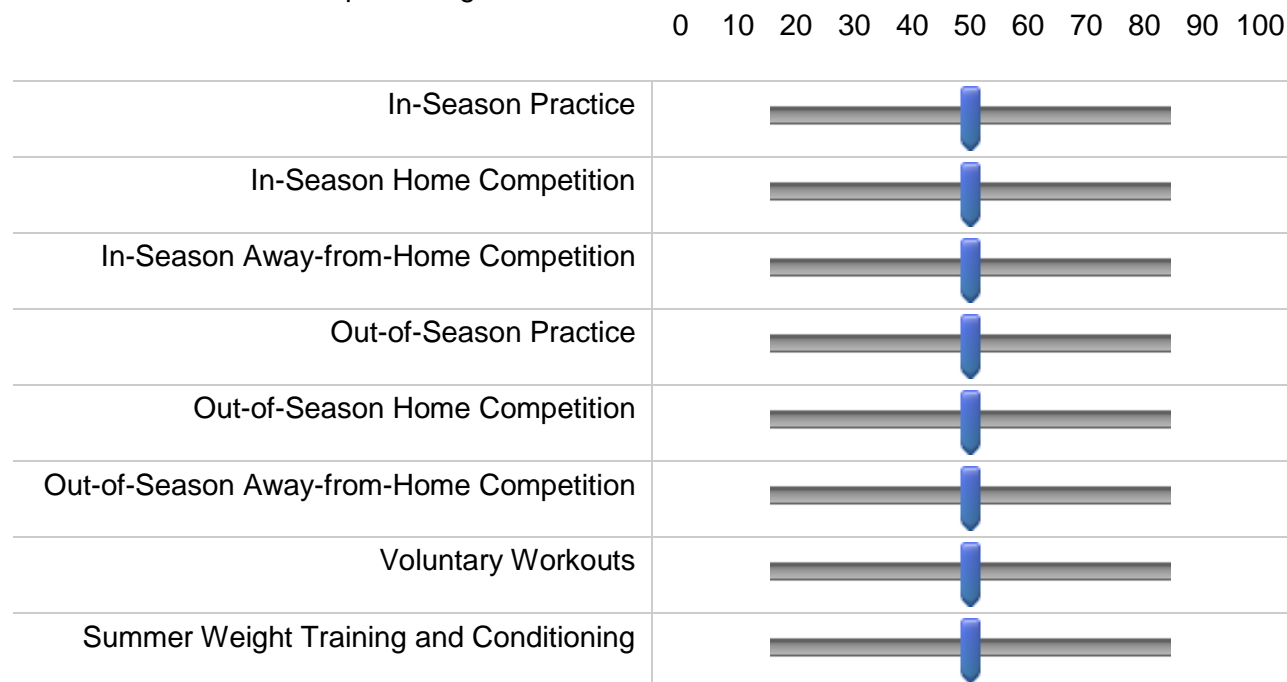 0 10 20 30 40 50 60 70 80 90 100
In-Season Practice
In-Season Home Competition
In-Season Away-from-Home Competition
Out-of-Season Practice
Out-of-Season Home Competition
Out-of-Season Away-from-Home Competition
Voluntary Workouts
Summer Weight Training and Conditioning